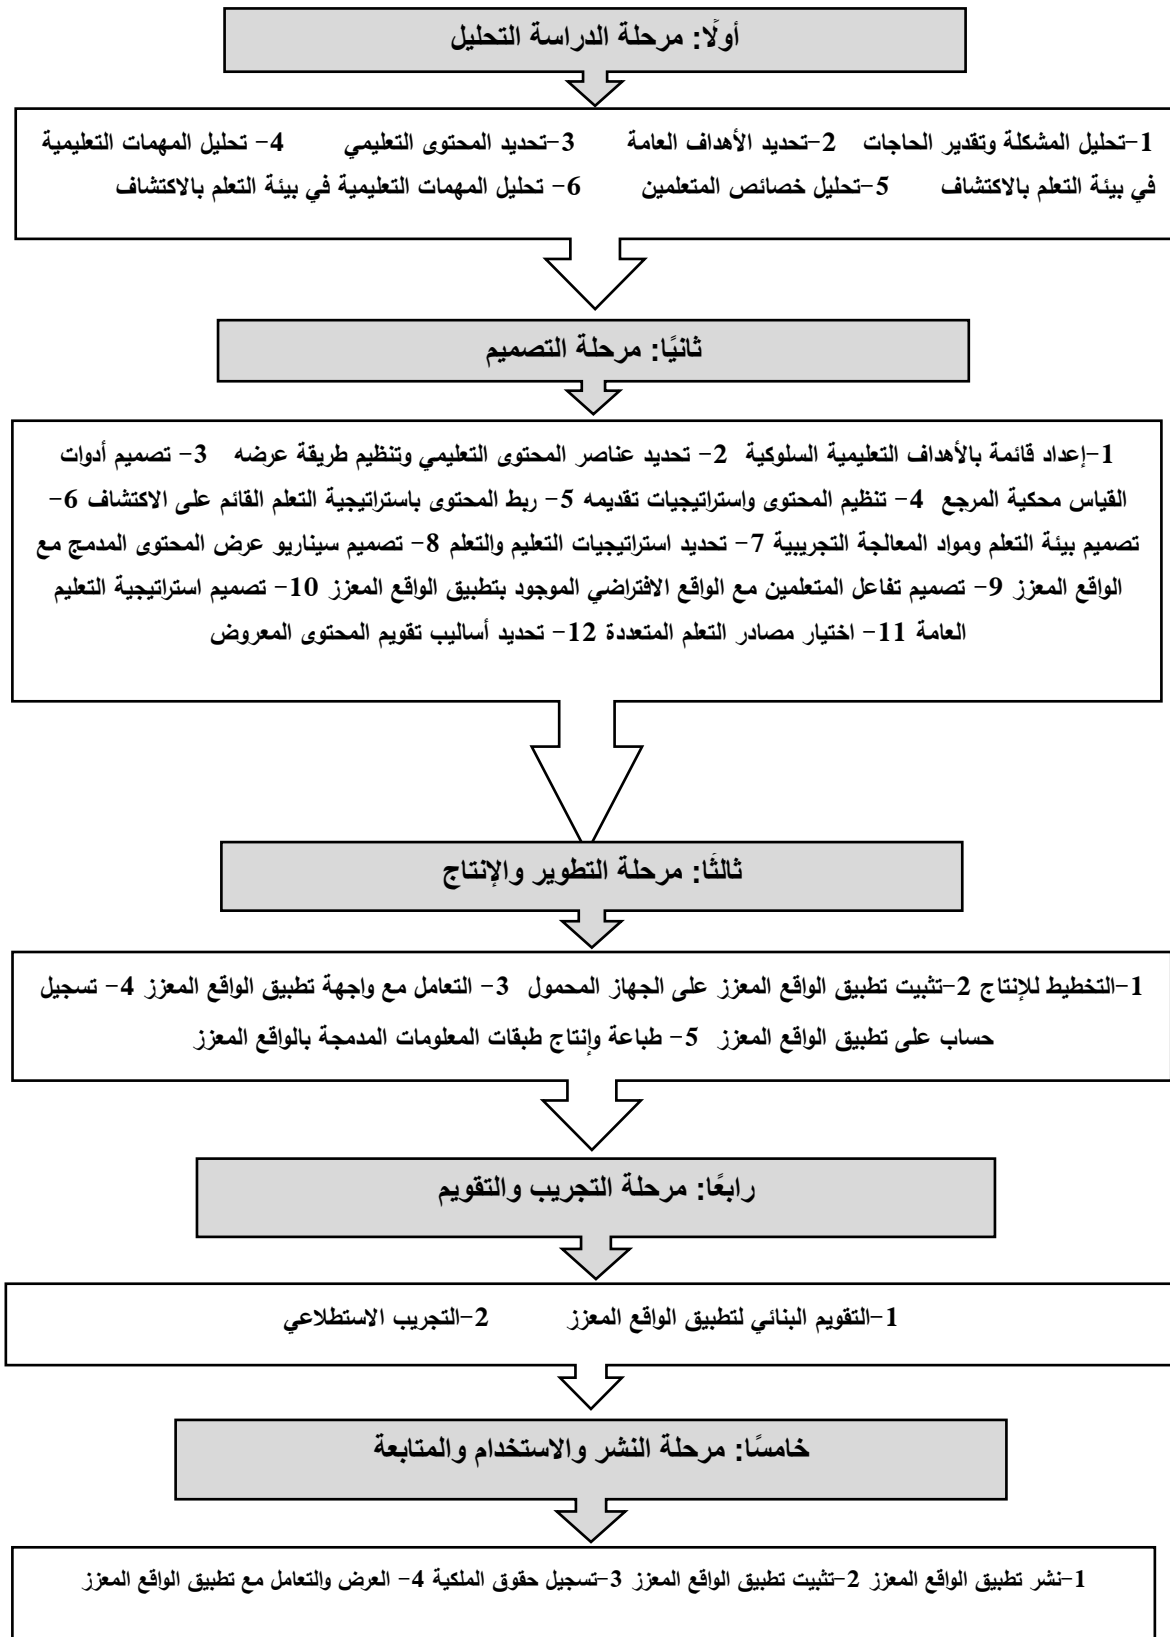 أولًا: مرحلة الدراسة التحليل
1-تحليل المشكلة وتقدير الحاجات 2-تحديد الأهداف العامة 3-تحديد المحتوى التعليمي 4- تحليل المهمات التعليمية
في بيئة التعلم بالاكتشاف 5-تحليل خصائص المتعلمين 6- تحليل المهمات التعليمية في بيئة التعلم بالاكتشاف
ثانيًا: مرحلة التصميم
1-إعداد قائمة بالأهداف التعليمية السلوكية 2- تحديد عناصر المحتوى التعليمي وتنظيم طريقة عرضه 3- تصميم أدوات
القياس محكية المرجع 4- تنظيم المحتوى واستراتيجيات تقديمه 5- ربط المحتوى باستراتيجية التعلم القائم على الاكتشاف 6-
تصميم بيئة التعلم ومواد المعالجة التجريبية 7- تحديد استراتيجيات التعليم والتعلم 8- تصميم سيناريو عرض المحتوى المدمج مع
الواقع المعزز 9- تصميم تفاعل المتعلمين مع الواقع الافتراضي الموجود بتطبيق الواقع المعزز 10- تصميم استراتيجية التعليم
العامة 11- اختيار مصادر التعلم المتعددة 12- تحديد أساليب تقويم المحتوى المعروض
ثالثًا: مرحلة التطوير والإنتاج
1-التخطيط للإنتاج 2-تثبيت تطبيق الواقع المعزز على الجهاز المحمول 3- التعامل مع واجهة تطبيق الواقع المعزز 4- تسجيل
حساب على تطبيق الواقع المعزز 5- طباعة وإنتاج طبقات المعلومات المدمجة بالواقع المعزز
رابعًا: مرحلة التجريب والتقويم
1-التقويم البنائي لتطبيق الواقع المعزز 2-التجريب الاستطلاعي
خامسًا: مرحلة النشر والاستخدام والمتابعة
1-نشر تطبيق الواقع المعزز 2-تثبيت تطبيق الواقع المعزز 3-تسجيل حقوق الملكية 4- العرض والتعامل مع تطبيق الواقع المعزز